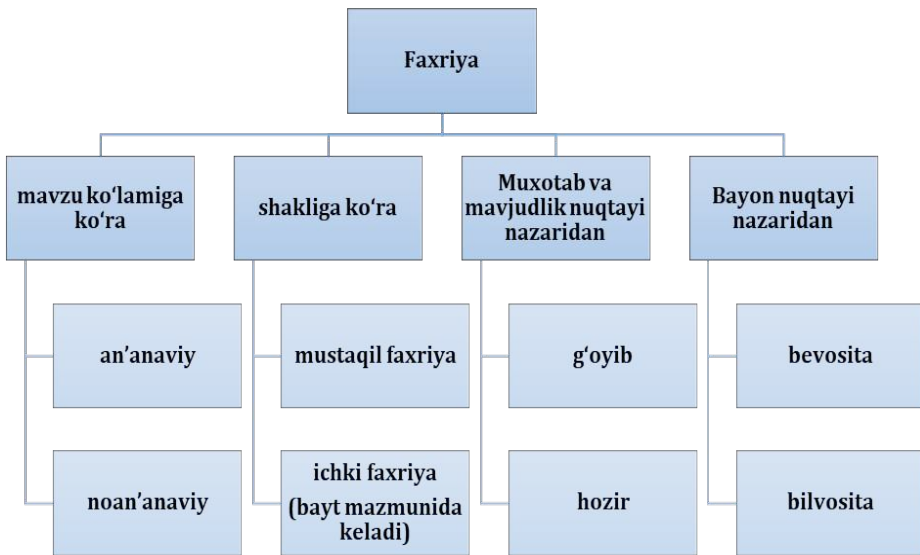 Faxriya
mavzu ko‘lamiga
ko‘ra
shakliga ko‘ra
Muxotab va
mavjudlik nuqtayi
nazaridan
Bayon nuqtayi
nazaridan
an’anaviy
mustaqil faxriya
g‘oyib
bevosita
noan’anaviy
ichki faxriya
(bayt mazmunida
keladi)
hozir
bilvosita